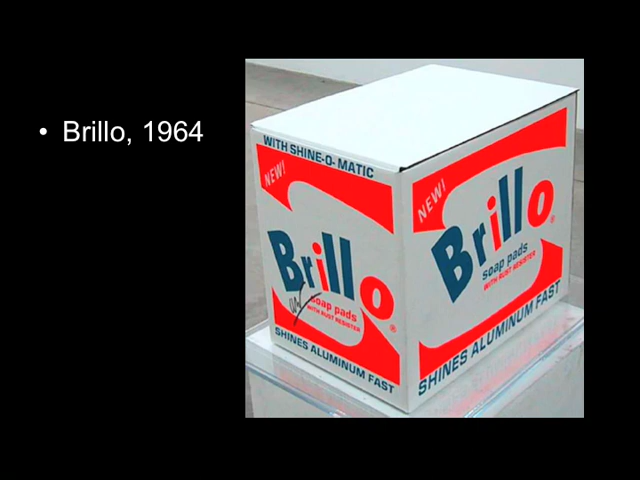 • Brillo, 1964
WITH SHINE-O-MATIC
NEW!
Brillo®
soap pads
WITH RUST RESISTER
SHINES ALUMINUM FAST
NEW!
Brillo®
soap pads
WITH RUST RESISTER
SHINES ALUMINUM FAST